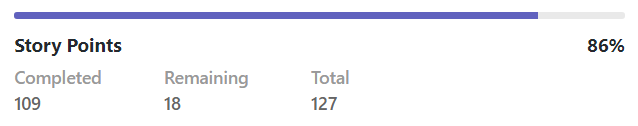 Story Points 86%
Completed Remaining Total
109 18 127